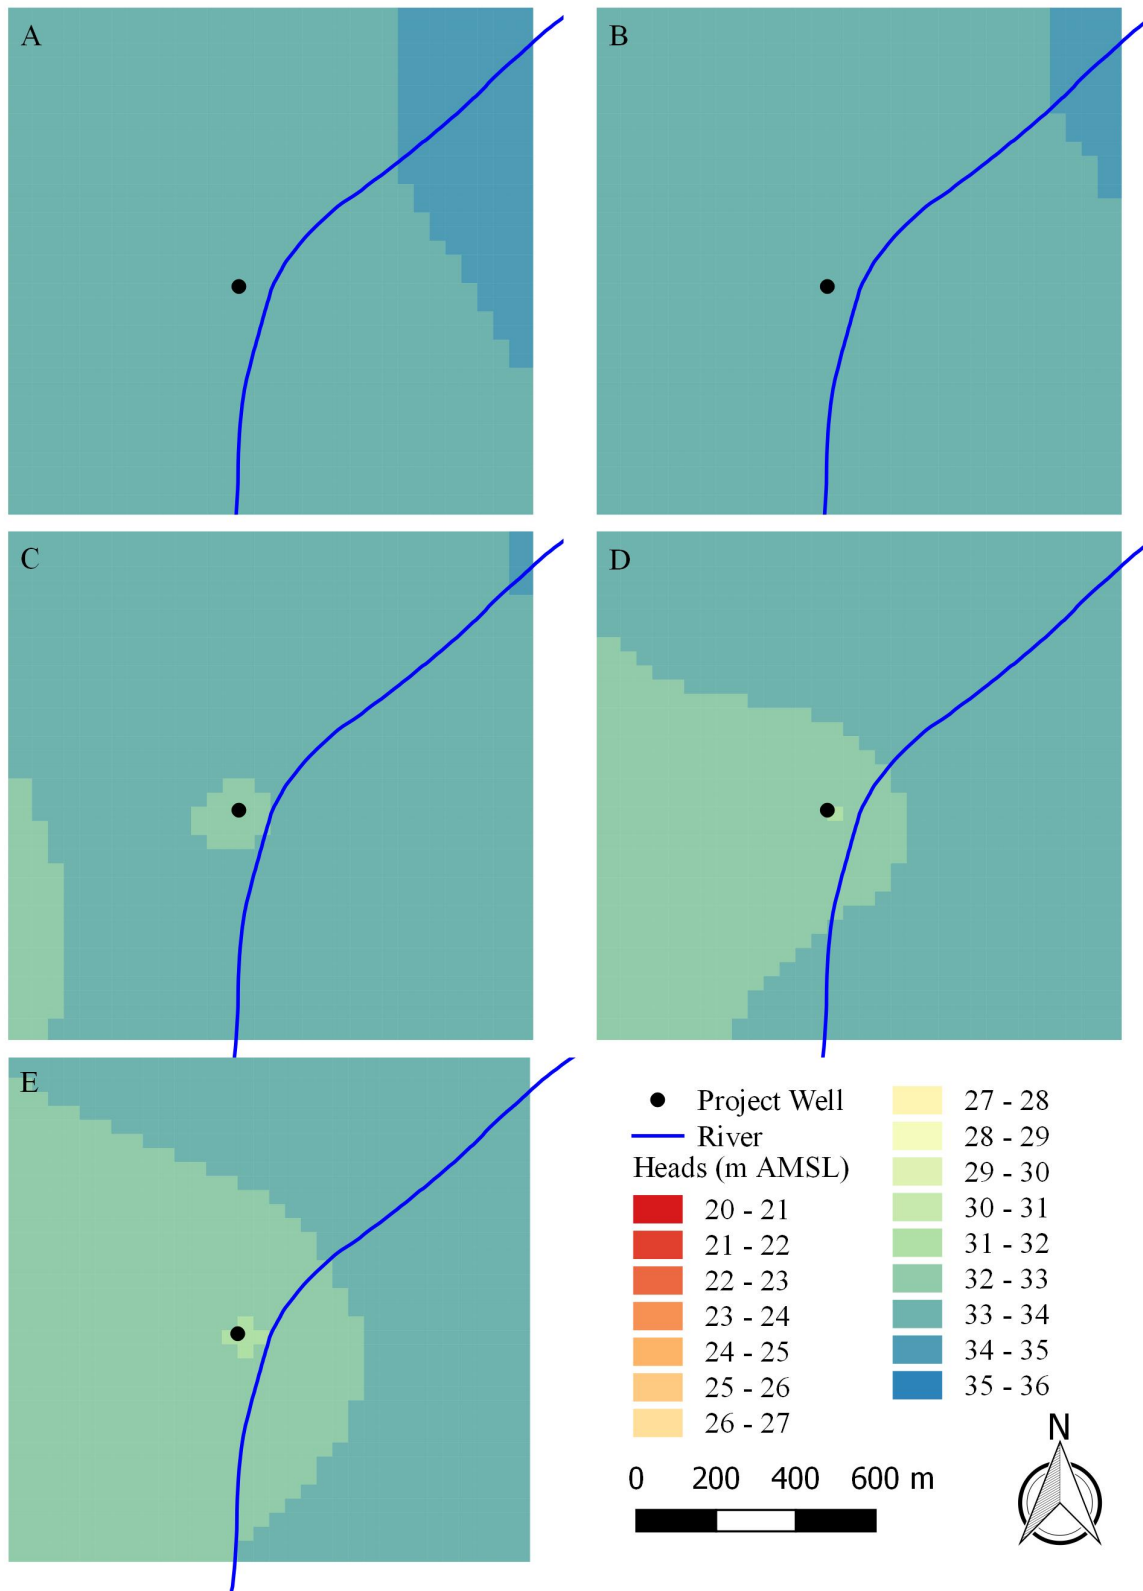 A
B
C
D
E
Project Well
River
Heads (m AMSL)
20 - 21
21 - 22
22 - 23
23 - 24
24 - 25
25 - 26
26 - 27
27 - 28
28 - 29
29 - 30
30 - 31
31 - 32
32 - 33
33 - 34
34 - 35
35 - 36
0 200 400 600 m
N